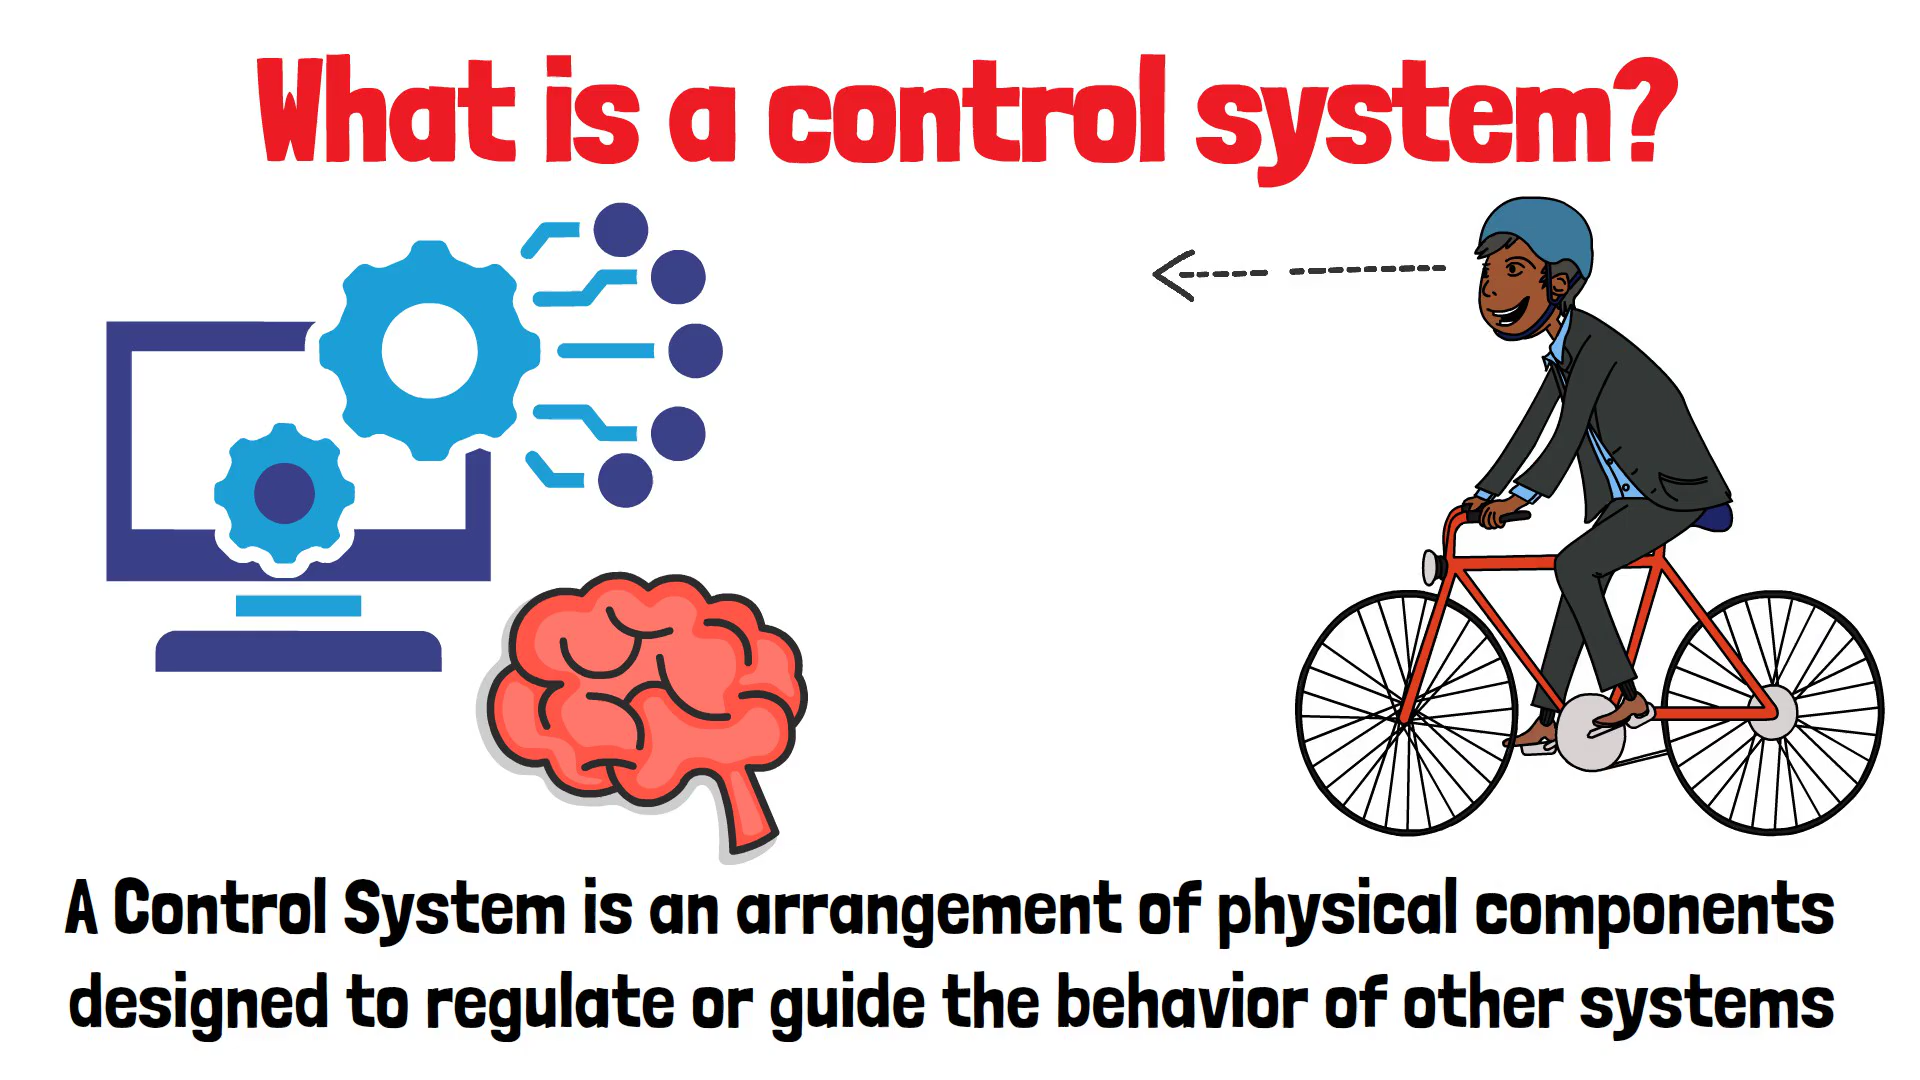 What is a control system?
A Control System is an arrangement of physical components
designed to regulate or guide the behavior of other systems